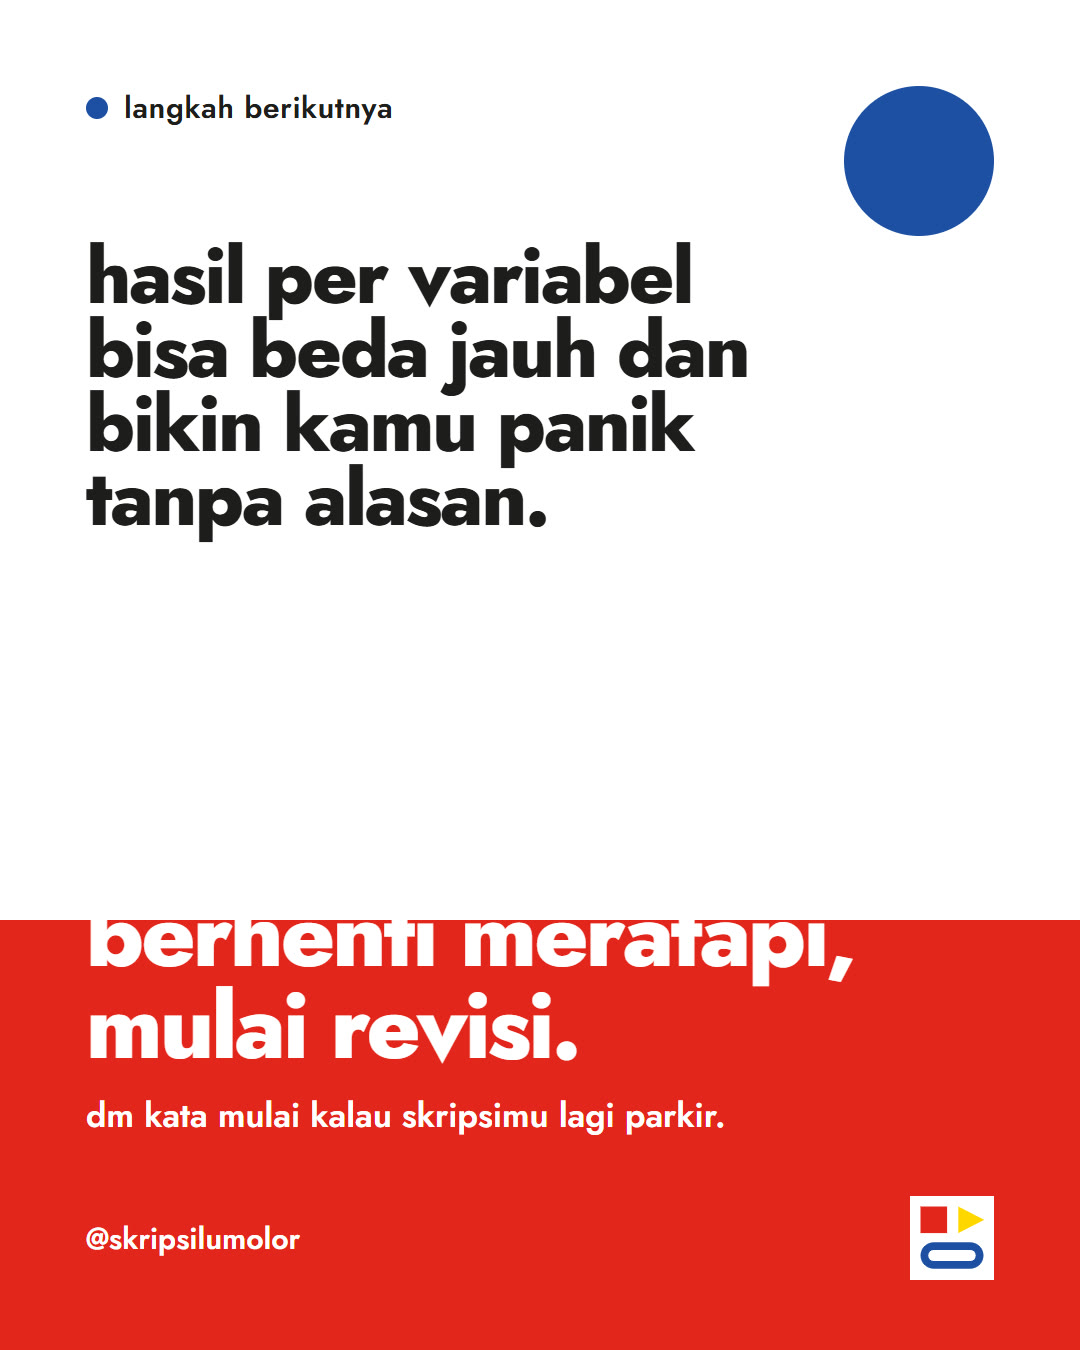 langkah berikutnya
hasil per variabel
bisa beda jauh dan
bikin kamu panik
tanpa alasan.
berhenti meratapi,
mulai revisi.
dm kata mulai kalau skripsimu lagi parkir.
@skripsilumolor